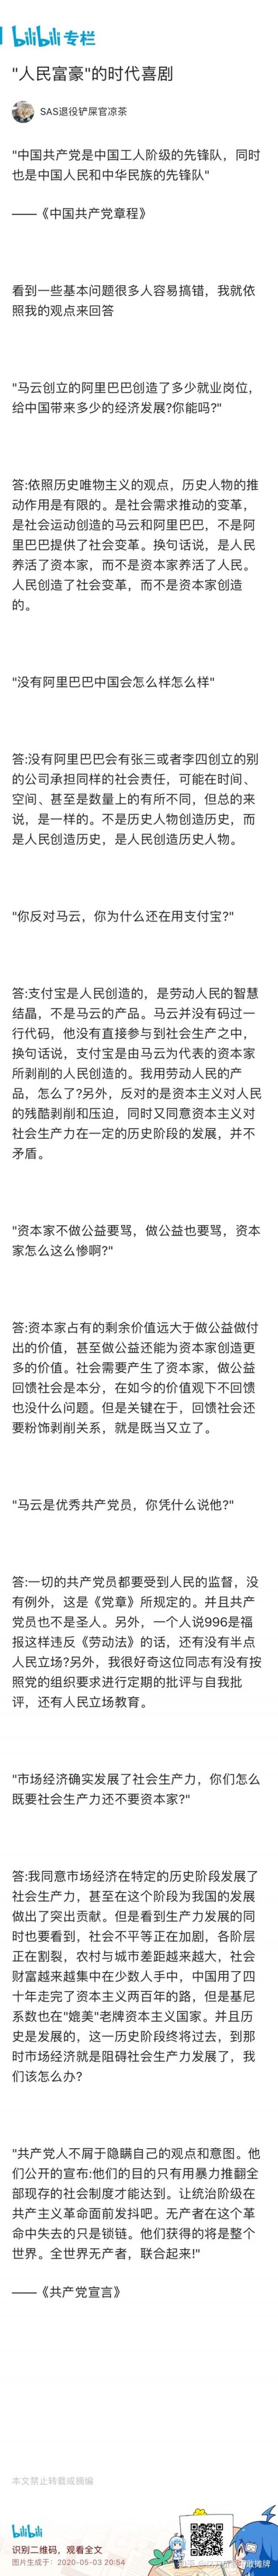 bilibili 专栏
"人民富豪"的时代喜剧
SAS退役铲屎官凉茶
"中国共产党是中国工人阶级的先锋队，同时
也是中国人民和中华民族的先锋队"
——《中国共产党章程》
看到一些基本问题很多人容易搞错，我就依
照我的观点来回答
"马云创立的阿里巴巴创造了多少就业岗位，
给中国带来多少的经济发展?你能吗?"
答:依照历史唯物主义的观点，历史人物的推
动作用是有限的。是社会需求推动的变革，
是社会运动创造的马云和阿里巴巴，不是阿
里巴巴提供了社会变革。换句话说，是人民
养活了资本家，而不是资本家养活了人民。
人民创造了社会变革，而不是资本家创造
的。
"没有阿里巴巴中国会怎么样怎么样"
答:没有阿里巴巴会有张三或者李四创立的别
的公司承担同样的社会责任，可能在时间、
空间、甚至是数量上的有所不同，但总的来
说，是一样的。不是历史人物创造历史，而
是人民创造历史，是人民创造历史人物。
"你反对马云，你为什么还在用支付宝?"
答:支付宝是人民创造的，是劳动人民的智慧
结晶，不是马云的产品。马云并没有码过一
行代码，他没有直接参与到社会生产之中，
换句话说，支付宝是由马云为代表的资本家
所剥削的人民创造的。我用劳动人民的产
品，怎么了?另外，反对的是资本主义对人民
的残酷剥削和压迫，同时又同意资本主义对
社会生产力在一定的历史阶段的发展，并不
矛盾。
"资本家不做公益要骂，做公益也要骂，资本
家怎么这么惨啊?"
答:资本家占有的剩余价值远大于做公益做付
出的价值，甚至做公益还能为资本家创造更
多的价值。社会需要产生了资本家，做公益
回馈社会是本分，在如今的价值观下不回馈
也没什么问题。但是关键在于，回馈社会还
要粉饰剥削关系，就是既当又立了。
"马云是优秀共产党员，你凭什么说他?"
答:一切的共产党员都要受到人民的监督，没
有例外，这是《党章》所规定的。并且共产
党员也不是圣人。另外，一个人说996是福
报这样违反《劳动法》的话，还有没有半点
人民立场?另外，我很好奇这位同志有没有按
照党的组织要求进行定期的批评与自我批
评，还有人民立场教育。
"市场经济确实发展了社会生产力，你们怎么
既要社会生产力还不要资本家?"
答:我同意市场经济在特定的历史阶段发展了
社会生产力，甚至在这个阶段为我国的发展
做出了突出贡献。但是看到生产力发展的同
时也要看到，社会不平等正在加剧，各阶层
正在割裂，农村与城市差距越来越大，社会
财富越来越集中在少数人手中，中国用了四
十年走完了资本主义两百年的路，但是基尼
系数也在"媲美"老牌资本主义国家。并且历
史是发展的，这一历史阶段终将过去，到那
时市场经济就是阻碍社会生产力发展了，我
们该怎么办?
"共产党人不屑于隐瞒自己的观点和意图。他
们公开的宣布:他们的目的只有用暴力推翻全
部现存的社会制度才能达到。让统治阶级在
共产主义革命面前发抖吧。无产者在这个革
命中失去的只是锁链。他们获得的将是整个
世界。全世界无产者，联合起来!"
——《共产党宣言》
本文禁止转载或摘编
bilibili
识别二维码，观看全文
图片生成于：2020-05-03 20:54